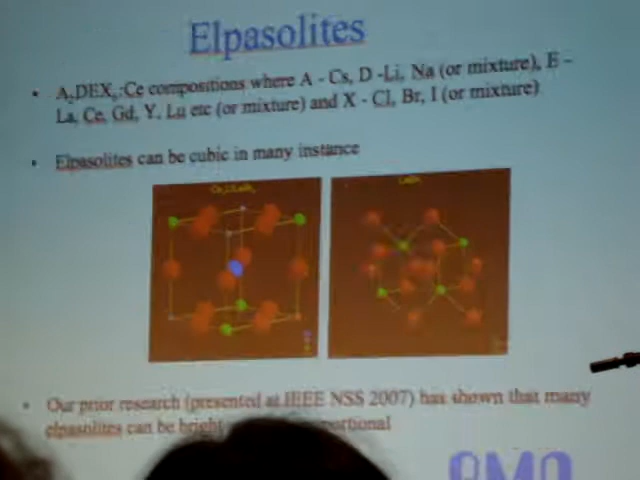 Elpasolites
• A₂DEX₆:Ce compositions where A - Cs, D -Li, Na (or mixture), E –
La, Ce, Gd, Y, Lu etc (or mixture) and X - Cl, Br, I (or mixture)
• Elpasolites can be cubic in many instance
• Our prior research (presented at IEEE NSS 2007) has shown that many
elpasolites can be bright